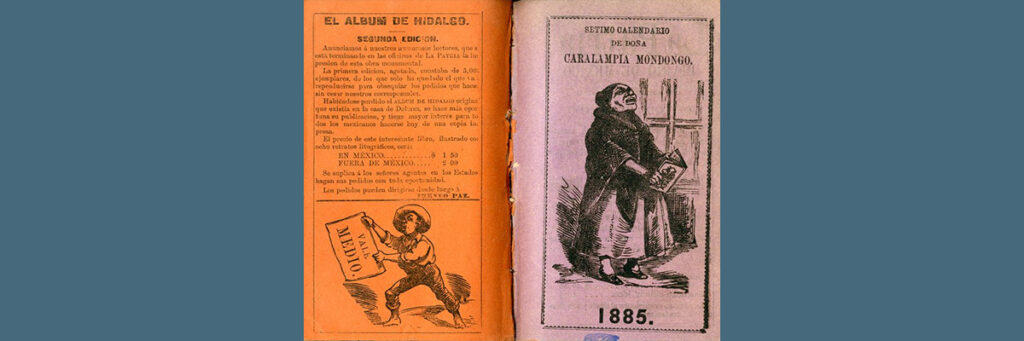 EL ALBUM DE HIDALGO.
SEGUNDA EDICION.
Anunciamos á nuestros numerosos lectores, que
está terminando en las oficinas de LA PATRIA la im
presion de esta obra monumental.
La primera edicion, agotada, constaba de 5,00
ejemplares, de los que solo ha quedado el que va
reproducirse para obsequiar los pedidos que hacen
sin cesar nuestros corresponsales.
Habiéndose perdido el ALBUM DE HIDALGO origina
que existia en la casa de Dolores, se hace más opor
tuna su publicacion, y tiene mayor interés para to
dos los mexicanos hacerse hoy de una copia im
presa.
El precio de este interesante libro, ilustrado con
ocho retratos litográficos, será:
EN MÉXICO............$ 1 50
FUERA DE MÉXICO..... 2 00
Se suplica á los señores agentes en los Estados
hagan sus pedidos con toda oportunidad.
Los pedidos pueden dirigirse desde luego á
IRENEO PAZ.
VALE
MEDIO.
SETIMO CALENDARIO
DE DOÑA
CARALAMPIA MONDONGO.
1885.